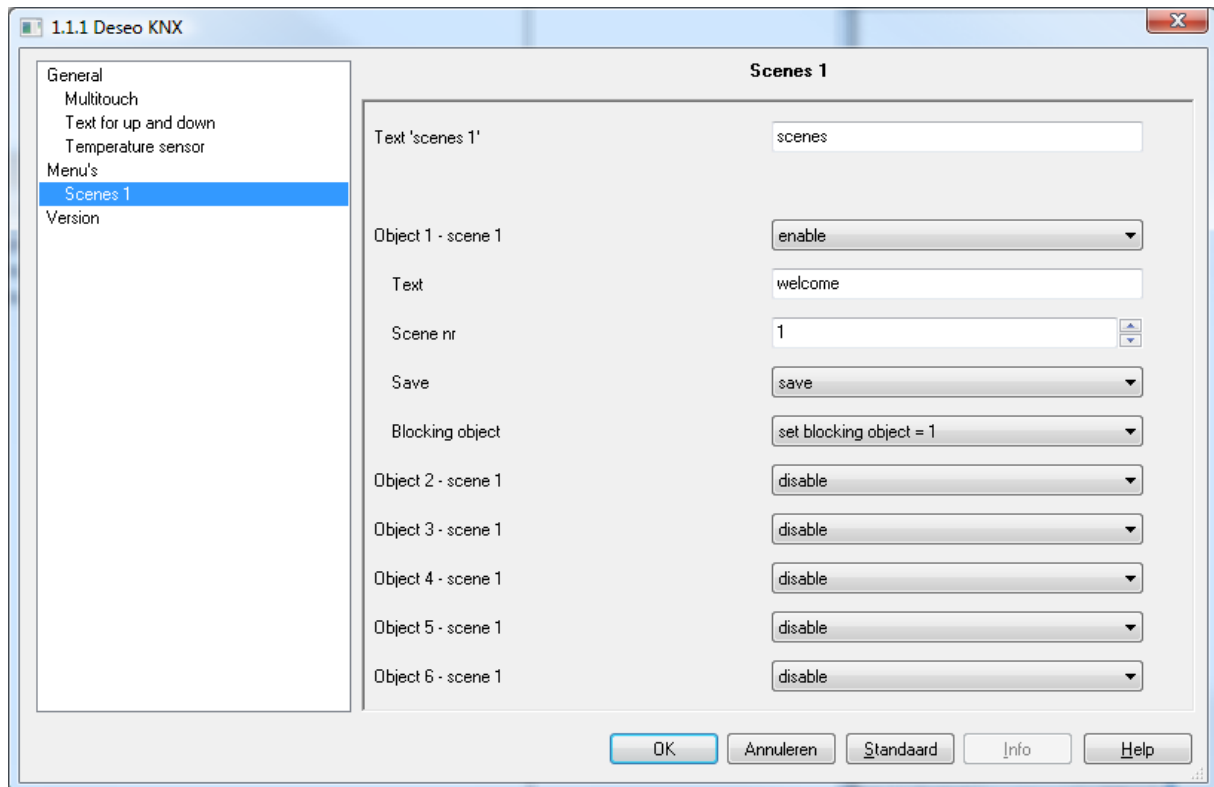 1.1.1 Deseo KNX
General
Multitouch
Text for up and down
Temperature sensor
Menu's
Scenes 1
Version
Scenes 1
Text 'scenes 1' scenes
Object 1 - scene 1 enable
Text welcome
Scene nr 1
Save save
Blocking object set blocking object = 1
Object 2 - scene 1 disable
Object 3 - scene 1 disable
Object 4 - scene 1 disable
Object 5 - scene 1 disable
Object 6 - scene 1 disable
OK Annuleren Standaard Info Help